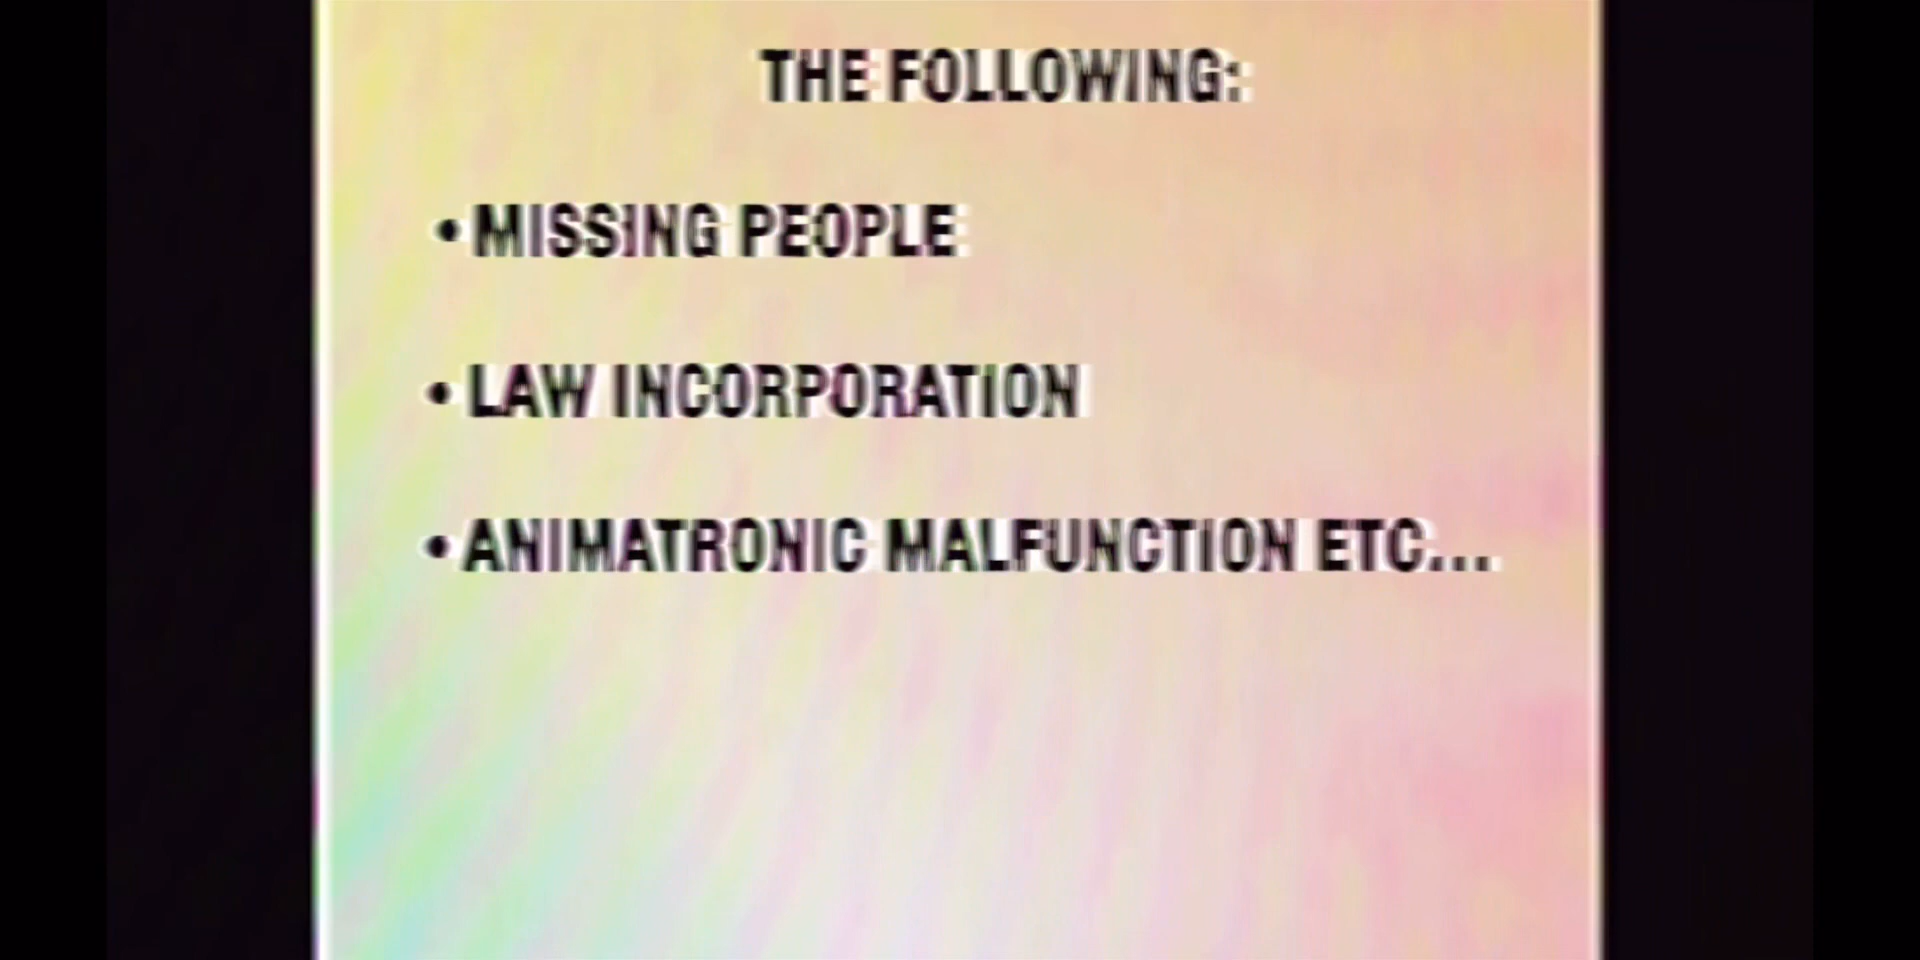 THE FOLLOWING:
• MISSING PEOPLE
• LAW INCORPORATION
• ANIMATRONIC MALFUNCTION ETC...